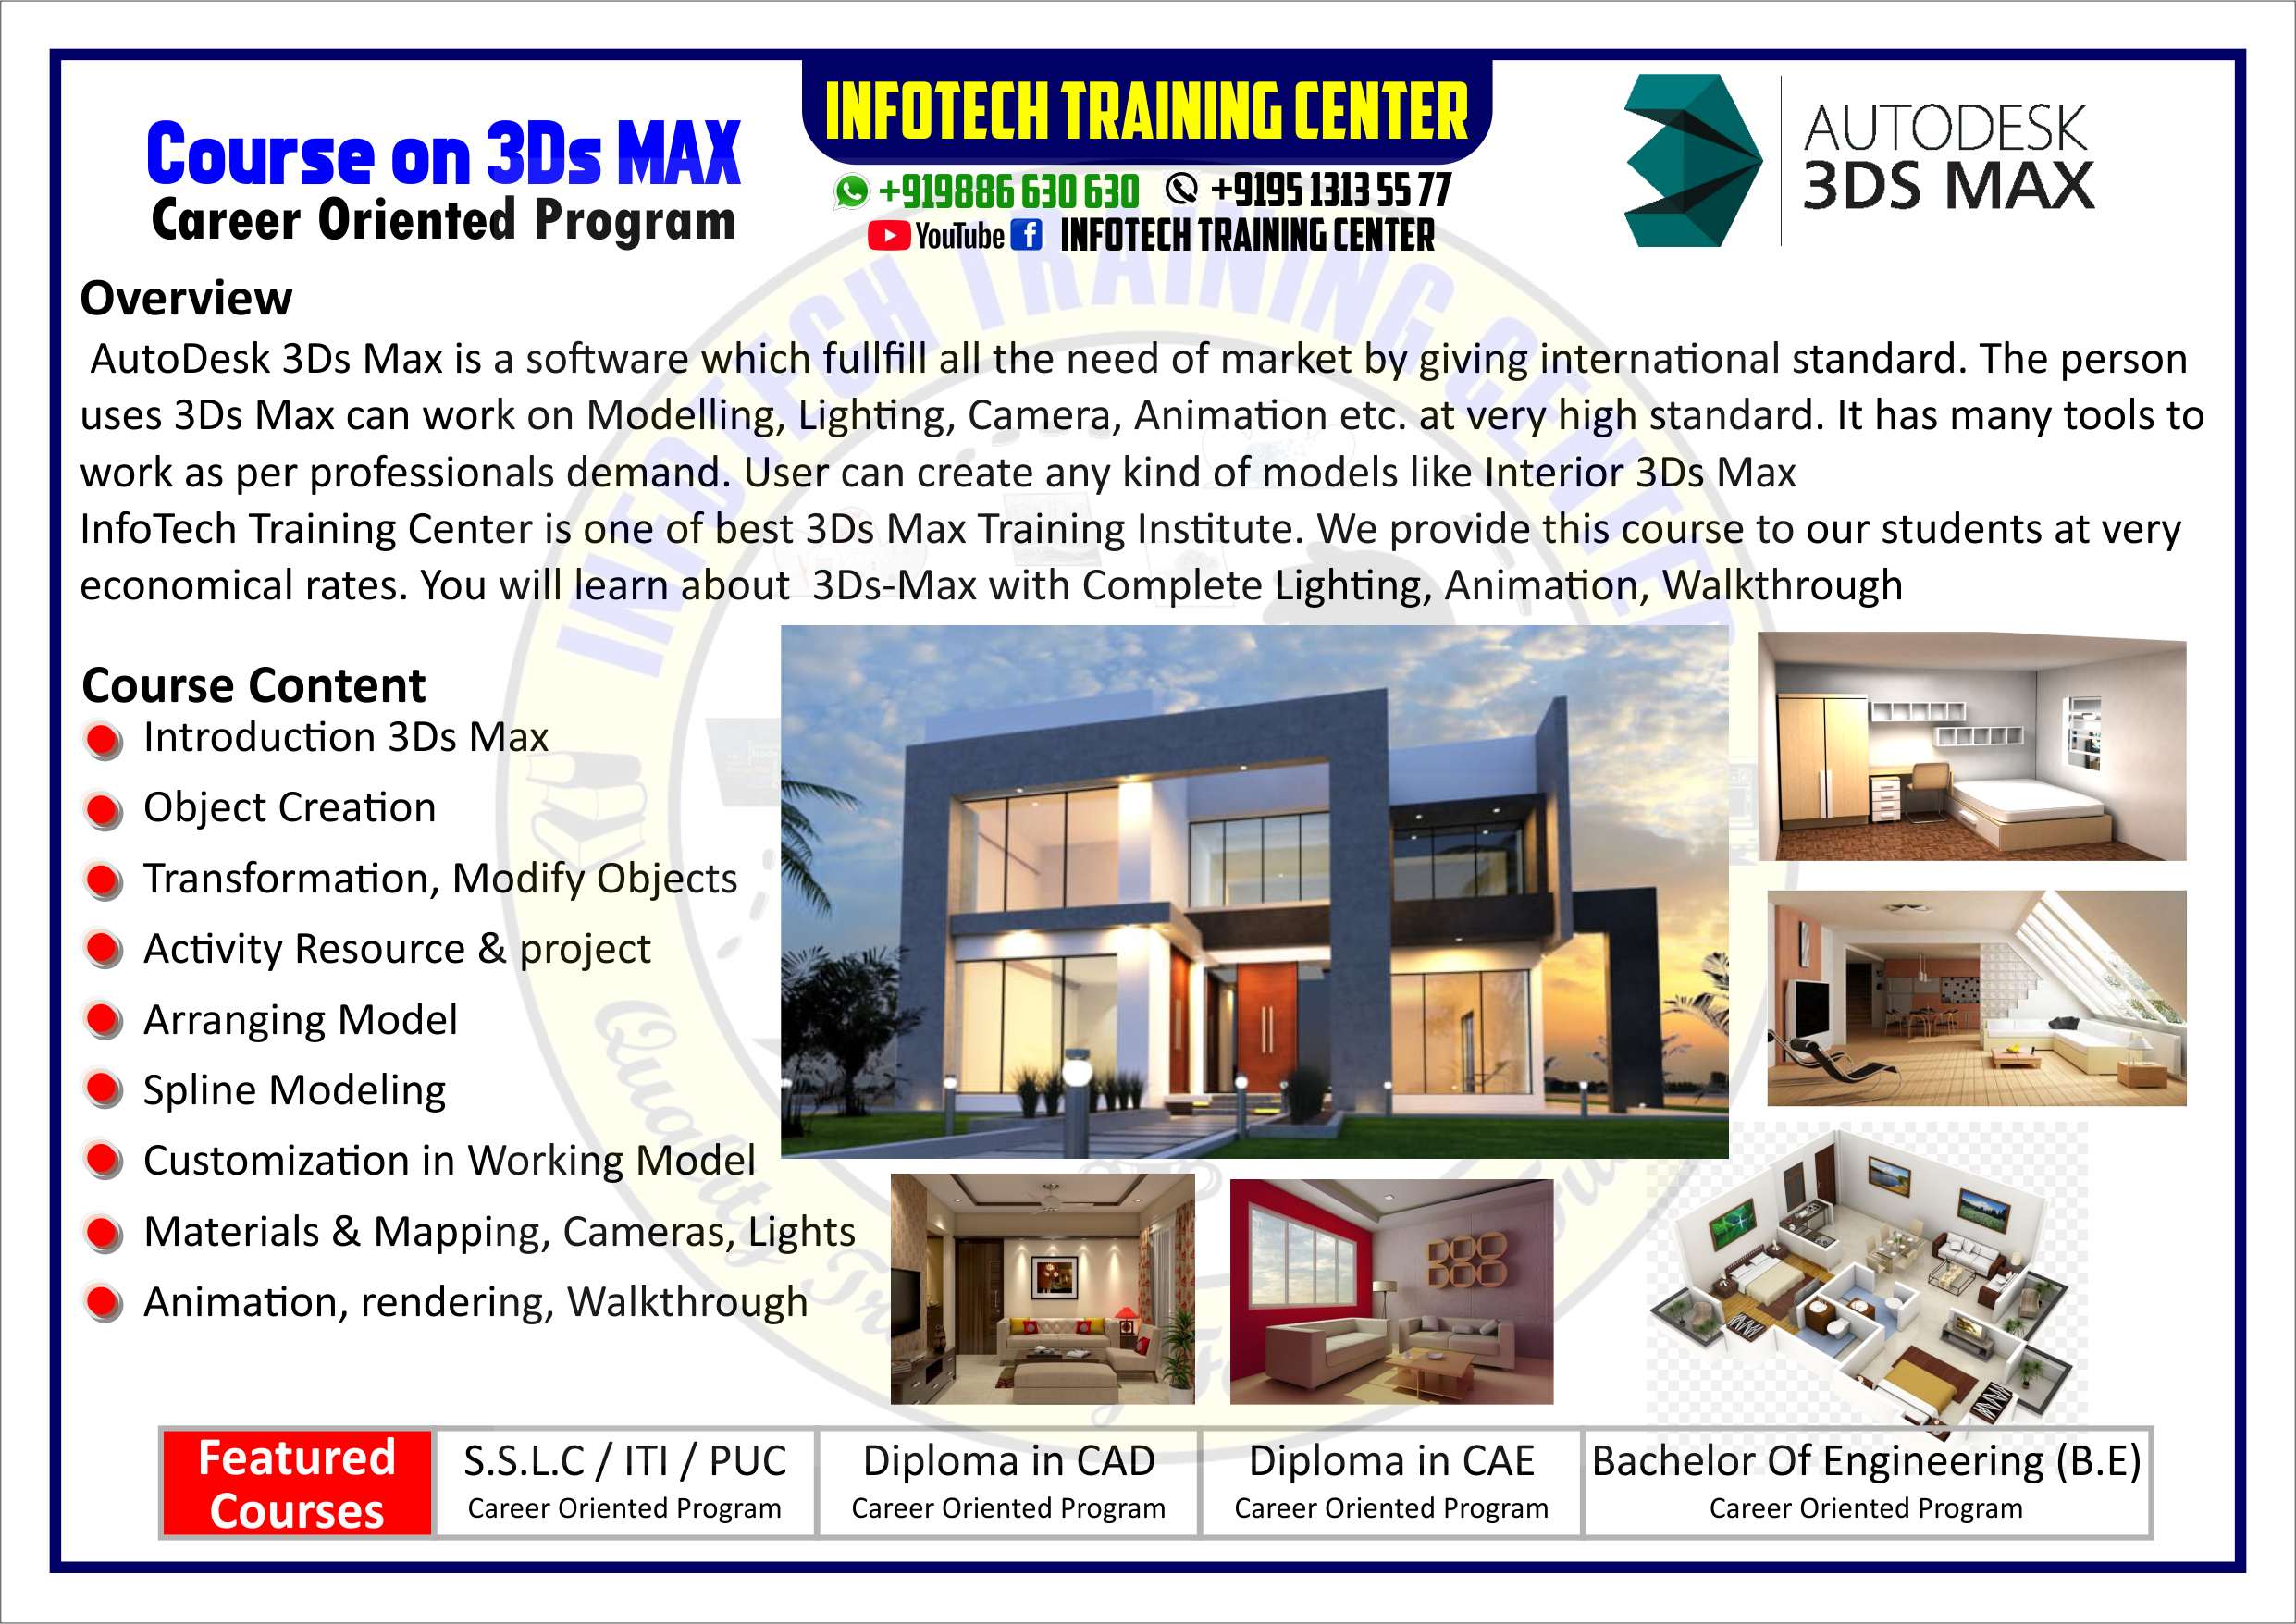 INFOTECH TRAINING CENTER
Course on 3Ds MAX
Career Oriented Program
+919886 630 630 +9195 1313 55 77
YouTube f INFOTECH TRAINING CENTER
AUTODESK
3DS MAX
Overview
AutoDesk 3Ds Max is a software which fullfill all the need of market by giving international standard. The person
uses 3Ds Max can work on Modelling, Lighting, Camera, Animation etc. at very high standard. It has many tools to
work as per professionals demand. User can create any kind of models like Interior 3Ds Max
InfoTech Training Center is one of best 3Ds Max Training Institute. We provide this course to our students at very
economical rates. You will learn about 3Ds-Max with Complete Lighting, Animation, Walkthrough
Course Content
Introduction 3Ds Max
Object Creation
Transformation, Modify Objects
Activity Resource & project
Arranging Model
Spline Modeling
Customization in Working Model
Materials & Mapping, Cameras, Lights
Animation, rendering, Walkthrough
INFOTECH TRAINING CENTER
Quality
Featured
Courses
S.S.L.C / ITI / PUC
Career Oriented Program
Diploma in CAD
Career Oriented Program
Diploma in CAE
Career Oriented Program
Bachelor Of Engineering (B.E)
Career Oriented Program